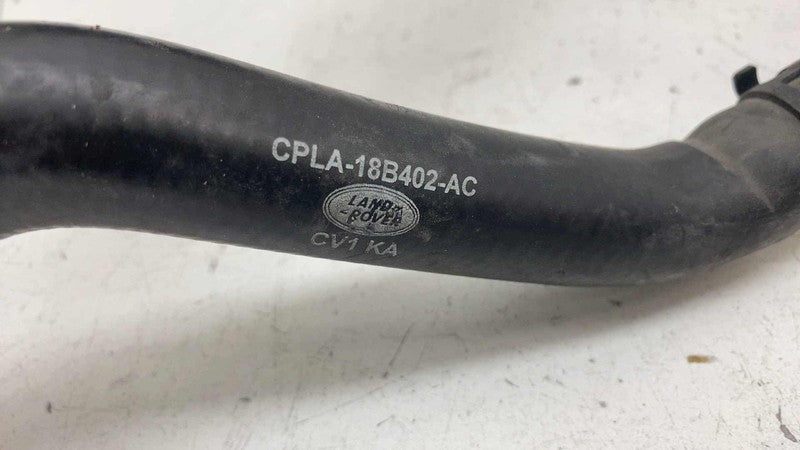 CPLA-18B402-AC
LAND-
-ROVER
CV1 KA